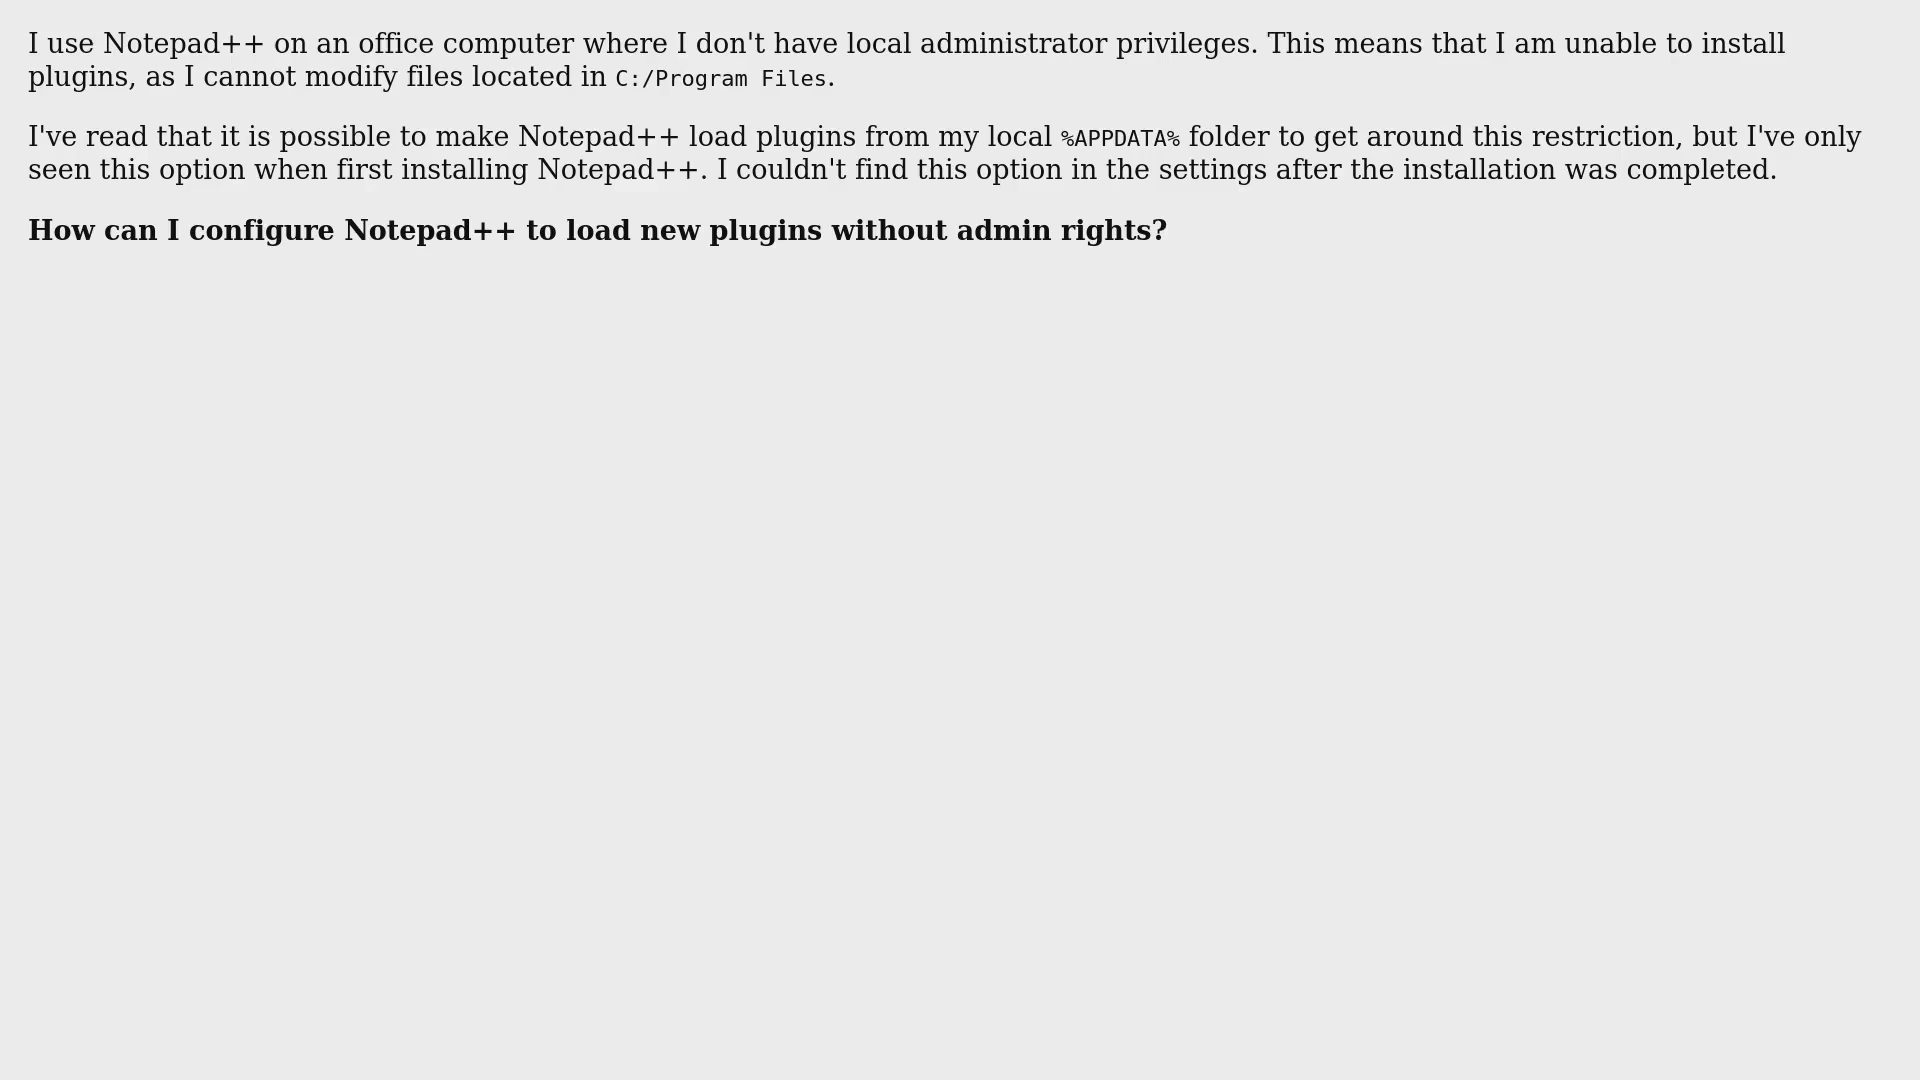 I use Notepad++ on an office computer where I don't have local administrator privileges. This means that I am unable to install
plugins, as I cannot modify files located in C:/Program Files.
I've read that it is possible to make Notepad++ load plugins from my local %APPDATA% folder to get around this restriction, but I've only
seen this option when first installing Notepad++. I couldn't find this option in the settings after the installation was completed.
How can I configure Notepad++ to load new plugins without admin rights?